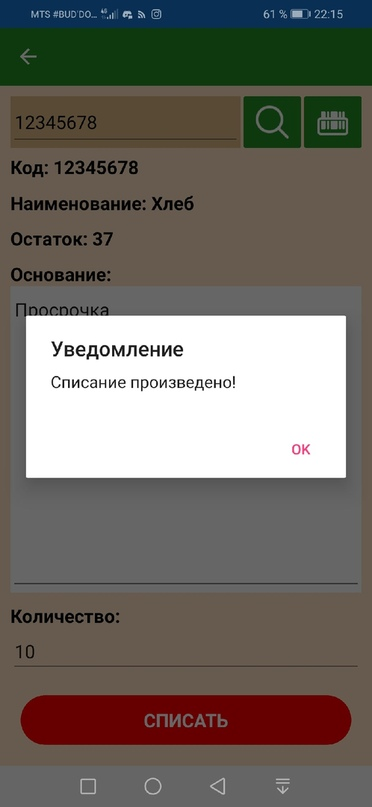 MTS #BUD'DO... 4G 61 % 22:15
12345678
Код: 12345678
Наименование: Хлеб
Остаток: 37
Основание:
Просрочка
Уведомление
Списание произведено!
OK
Количество:
10
СПИСАТЬ